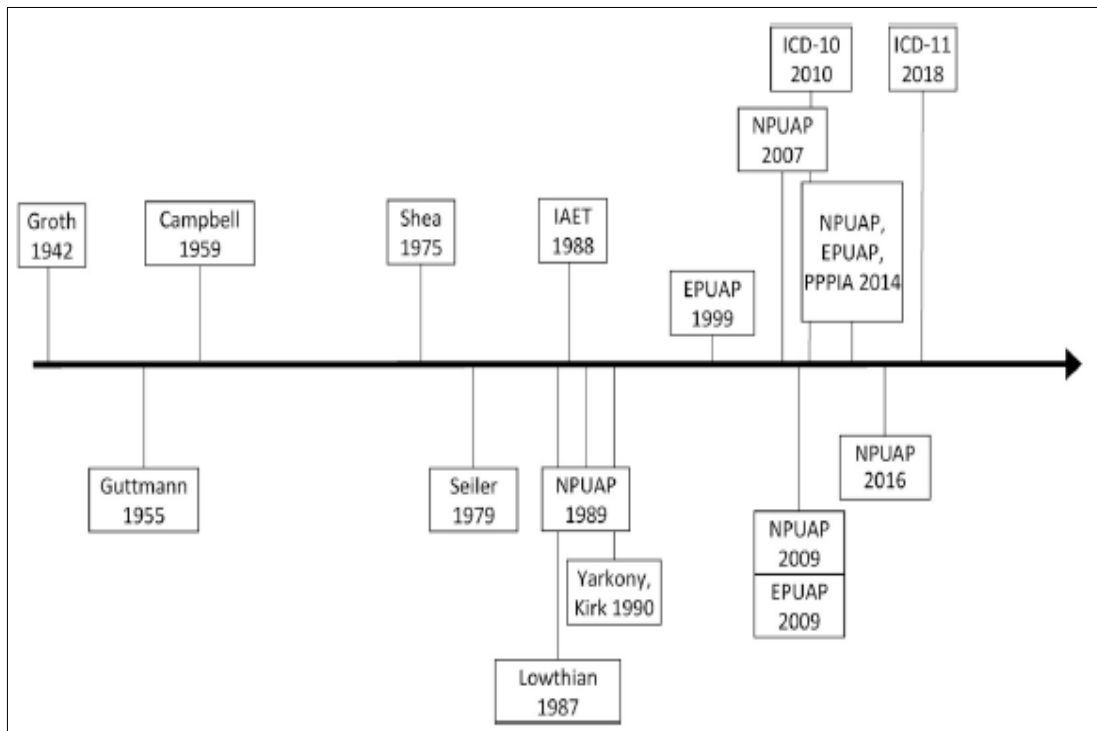 ICD-10
2010
ICD-11
2018
NPUAP
2007
Groth
1942
Campbell
1959
Shea
1975
IAET
1988
NPUAP,
EPUAP,
PPPIA 2014
EPUAP
1999
Guttmann
1955
Seiler
1979
NPUAP
1989
NPUAP
2016
NPUAP
2009
EPUAP
2009
Yarkony,
Kirk 1990
Lowthian
1987